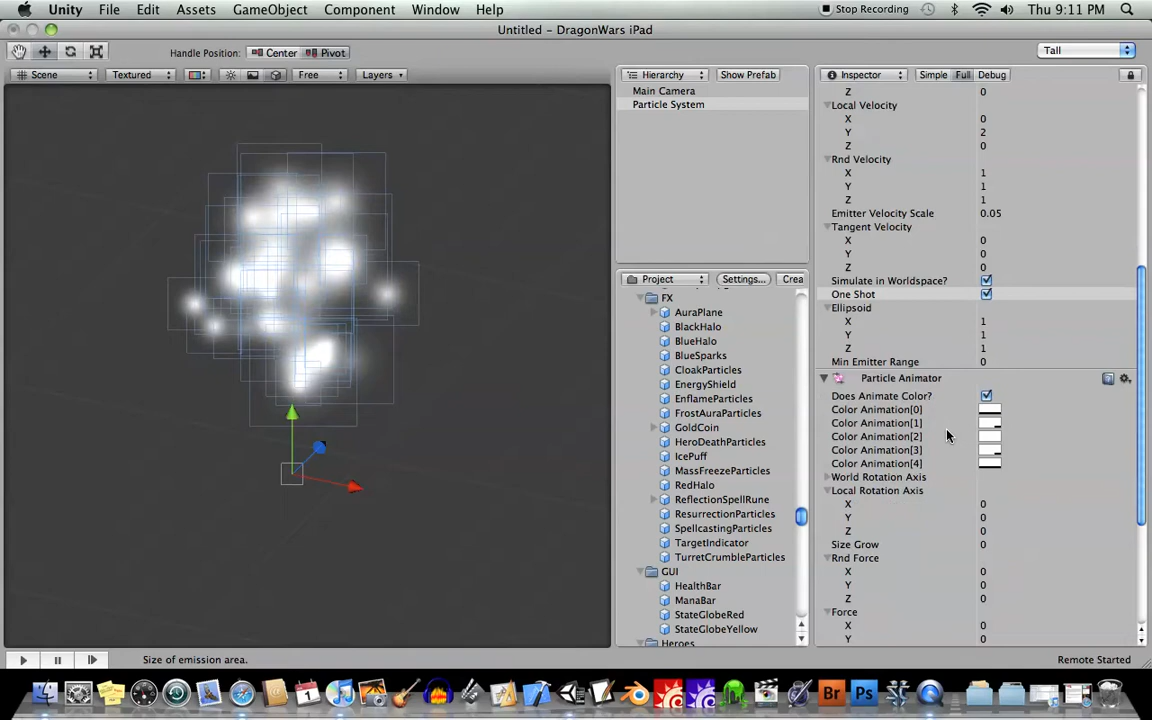 Unity File Edit Assets GameObject Component Window Help Stop Recording Thu 9:11 PM
Untitled – DragonWars iPad
Handle Position: Center Pivot Tall
Scene Textured Free Layers Hierarchy Show Prefab Inspector Simple Full Debug
Main Camera
Particle System
Z 0
Local Velocity
X 0
Y 2
Z 0
Rnd Velocity
X 1
Y 1
Z 1
Emitter Velocity Scale 0.05
Tangent Velocity
X 0
Y 0
Z 0
Simulate in Worldspace?
One Shot
Ellipsoid
X 1
Y 1
Z 1
Min Emitter Range 0
Particle Animator
Does Animate Color?
Color Animation[0]
Color Animation[1]
Color Animation[2]
Color Animation[3]
Color Animation[4]
World Rotation Axis
Local Rotation Axis
X 0
Y 0
Z 0
Size Grow 0
Rnd Force
X 0
Y 0
Z 0
Force
X 0
Y 0
Project Settings... Crea
FX
AuraPlane
BlackHalo
BlueHalo
BlueSparks
CloakParticles
EnergyShield
EnflameParticles
FrostAuraParticles
GoldCoin
HeroDeathParticles
IcePuff
MassFreezeParticles
RedHalo
ReflectionSpellRune
ResurrectionParticles
SpellcastingParticles
TargetIndicator
TurretCrumbleParticles
GUI
HealthBar
ManaBar
StateGlobeRed
StateGlobeYellow
Heroes
Size of emission area. Remote Started
1 Br Ps